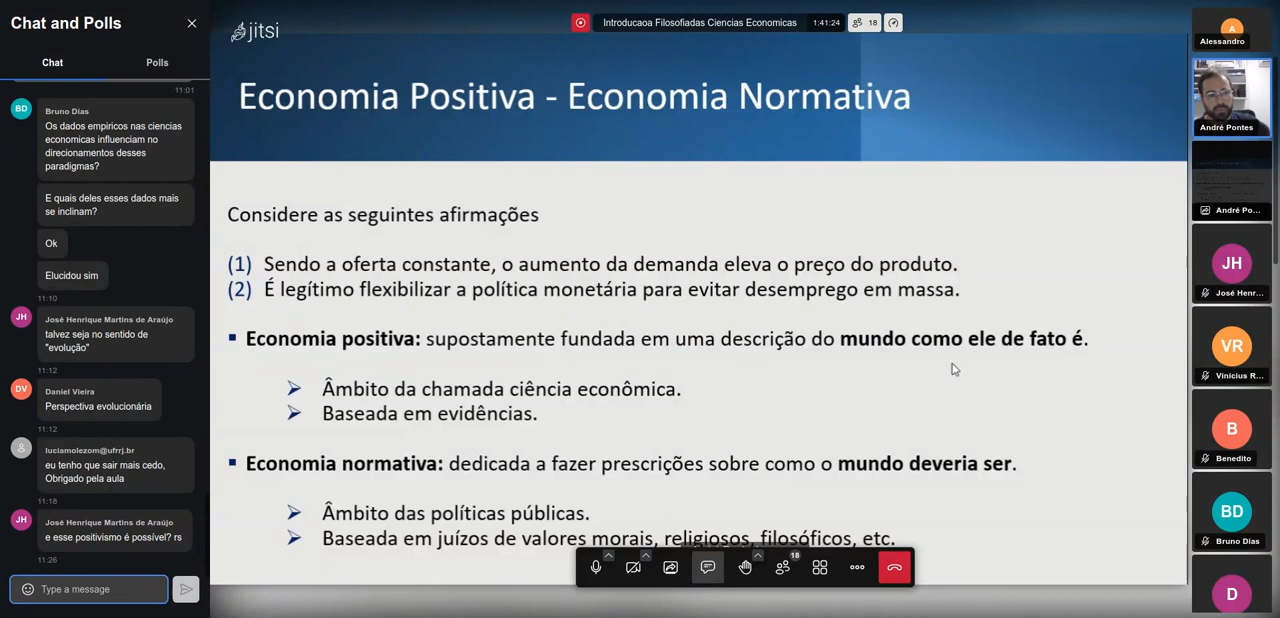 Chat and Polls
Chat
Polls
11:01
BD
Bruno Dias
Os dados empiricos nas ciencias
economicas influenciam no
direcionamentos desses
paradigmas?
E quais deles esses dados mais
se inclinam?
Ok
Elucidou sim
11:10
JH
José Henrique Martins de Araújo
talvez seja no sentido de
"evolução"
11:12
DV
Daniel Vieira
Perspectiva evolucionária
11:12
luciamolezom@ufrrj.br
eu tenho que sair mais cedo,
Obrigado pela aula
11:18
JH
José Henrique Martins de Araújo
e esse positivismo é possível? rs
11:26
Type a message
jitsi
Introducaoa Filosofiadas Ciencias Economicas
1:41:24
18
Economia Positiva - Economia Normativa
Considere as seguintes afirmações
(1) Sendo a oferta constante, o aumento da demanda eleva o preço do produto.
(2) É legítimo flexibilizar a política monetária para evitar desemprego em massa.
Economia positiva: supostamente fundada em uma descrição do mundo como ele de fato é.
Âmbito da chamada ciência econômica.
Baseada em evidências.
Economia normativa: dedicada a fazer prescrições sobre como o mundo deveria ser.
Âmbito das políticas públicas.
Baseada em juízos de valores morais, religiosos, filosóficos, etc.
18
A
Alessandro
André Pontes
André Po...
JH
José Henr...
VR
Vinícius R...
B
Benedito
BD
Bruno Dias
D